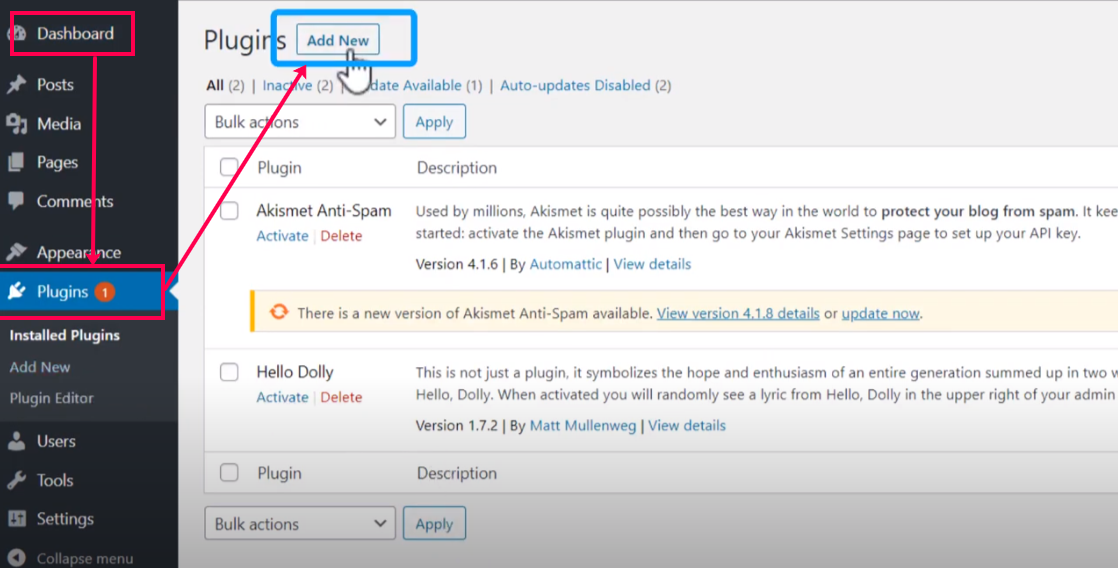 Dashboard
Posts
Media
Pages
Comments
Appearance
Plugins 1
Installed Plugins
Add New
Plugin Editor
Users
Tools
Settings
Collapse menu
Plugins Add New
All (2) | Inactive (2) | date Available (1) | Auto-updates Disabled (2)
Bulk actions Apply
Plugin Description
Akismet Anti-Spam Used by millions, Akismet is quite possibly the best way in the world to protect your blog from spam. It kee
Activate | Delete started: activate the Akismet plugin and then go to your Akismet Settings page to set up your API key.
Version 4.1.6 | By Automattic | View details
There is a new version of Akismet Anti-Spam available. View version 4.1.8 details or update now.
Hello Dolly This is not just a plugin, it symbolizes the hope and enthusiasm of an entire generation summed up in two w
Activate | Delete Hello, Dolly. When activated you will randomly see a lyric from Hello, Dolly in the upper right of your admin
Version 1.7.2 | By Matt Mullenweg | View details
Plugin Description
Bulk actions Apply